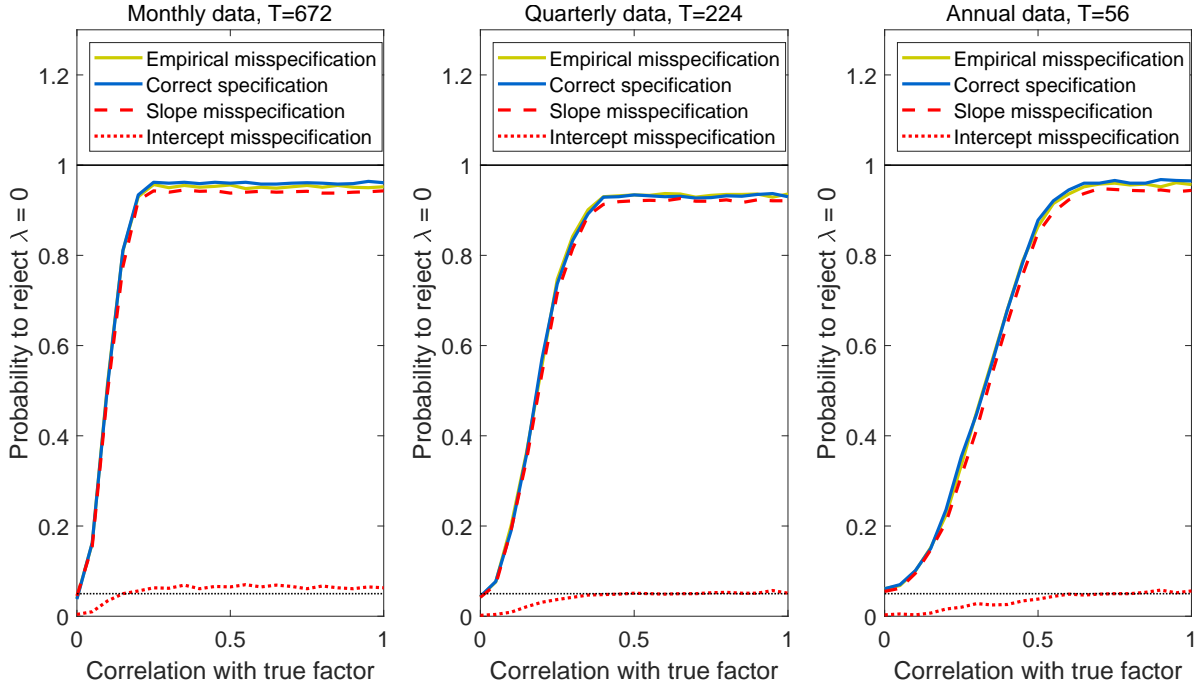 Monthly data, T=672
Empirical misspecification
Correct specification
Slope misspecification
Intercept misspecification
Probability to reject λ = 0
1.2
1
0.8
0.6
0.4
0.2
0
0 0.5 1
Correlation with true factor
Quarterly data, T=224
Empirical misspecification
Correct specification
Slope misspecification
Intercept misspecification
Probability to reject λ = 0
1.2
1
0.8
0.6
0.4
0.2
0
0 0.5 1
Correlation with true factor
Annual data, T=56
Empirical misspecification
Correct specification
Slope misspecification
Intercept misspecification
Probability to reject λ = 0
1.2
1
0.8
0.6
0.4
0.2
0
0 0.5 1
Correlation with true factor